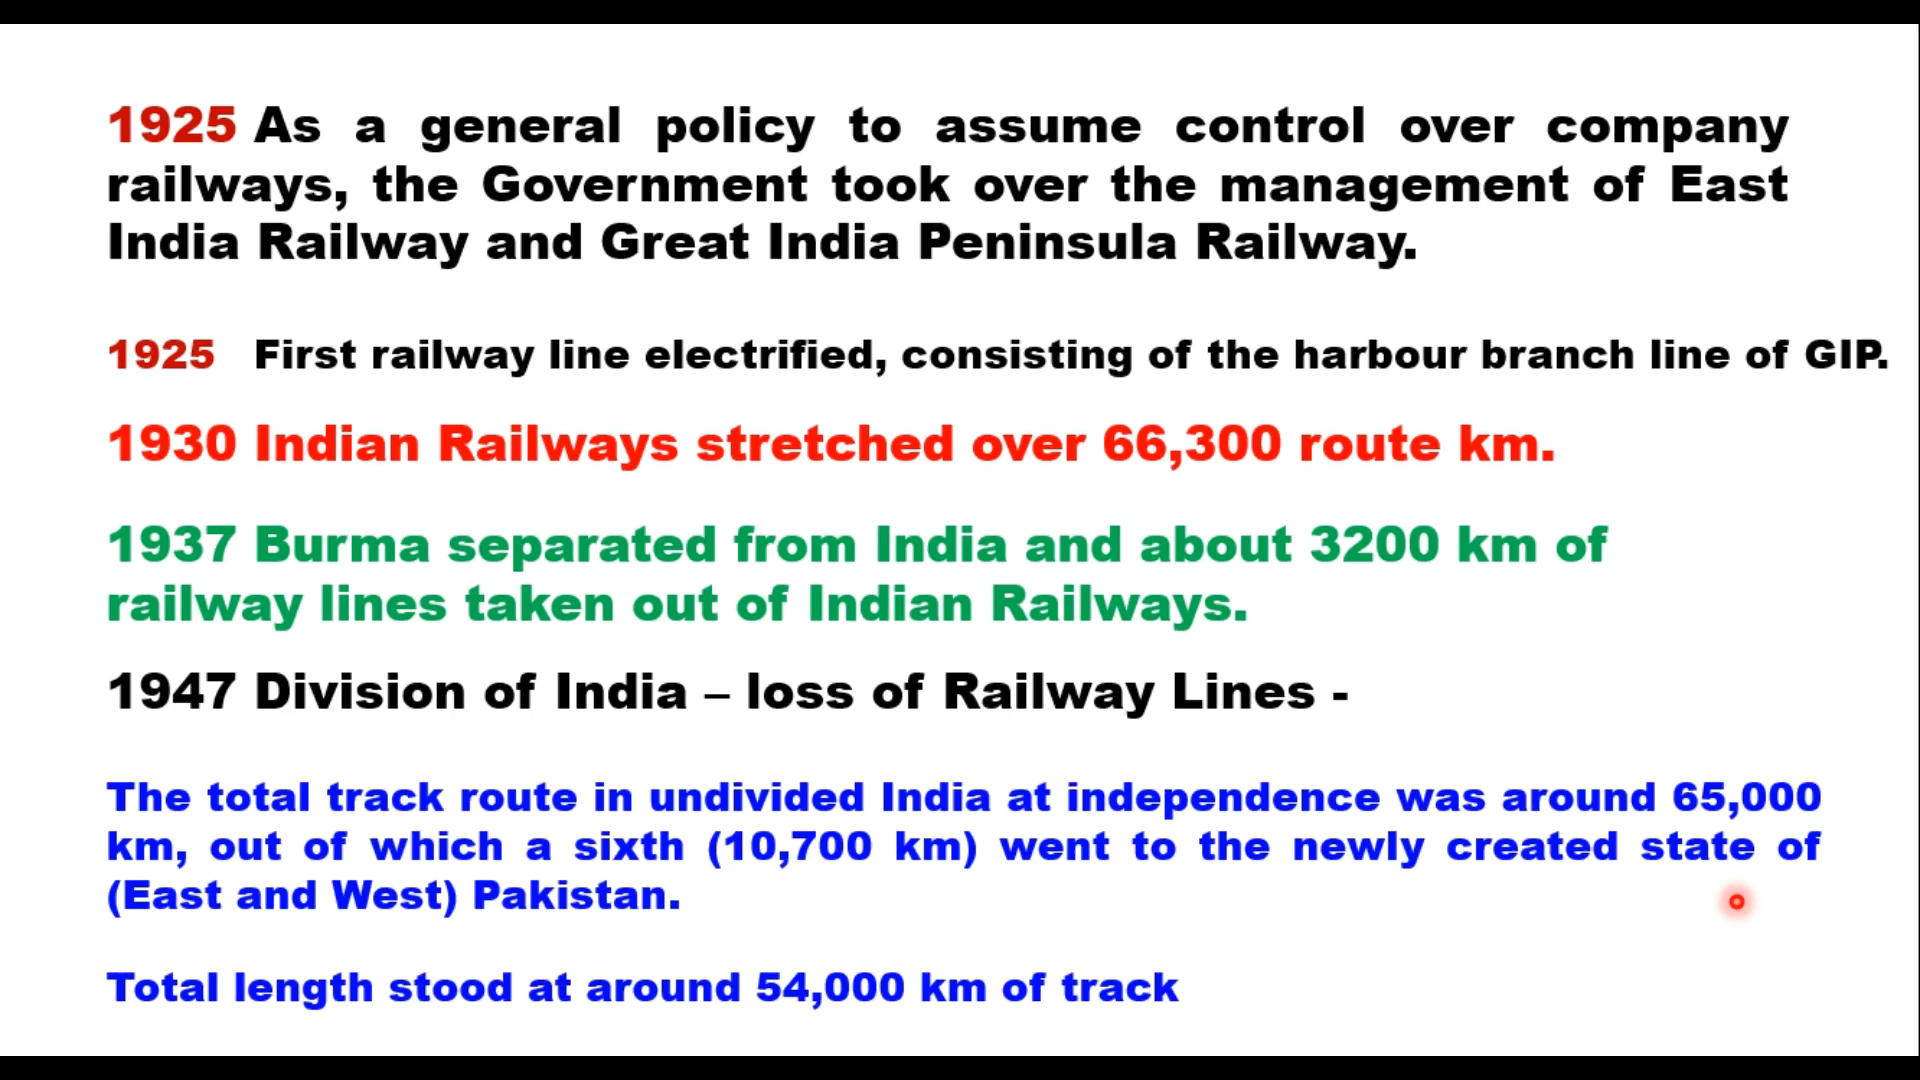 1925 As a general policy to assume control over company
railways, the Government took over the management of East
India Railway and Great India Peninsula Railway.
1925 First railway line electrified, consisting of the harbour branch line of GIP.
1930 Indian Railways stretched over 66,300 route km.
1937 Burma separated from India and about 3200 km of
railway lines taken out of Indian Railways.
1947 Division of India – loss of Railway Lines -
The total track route in undivided India at independence was around 65,000
km, out of which a sixth (10,700 km) went to the newly created state of
(East and West) Pakistan.
Total length stood at around 54,000 km of track